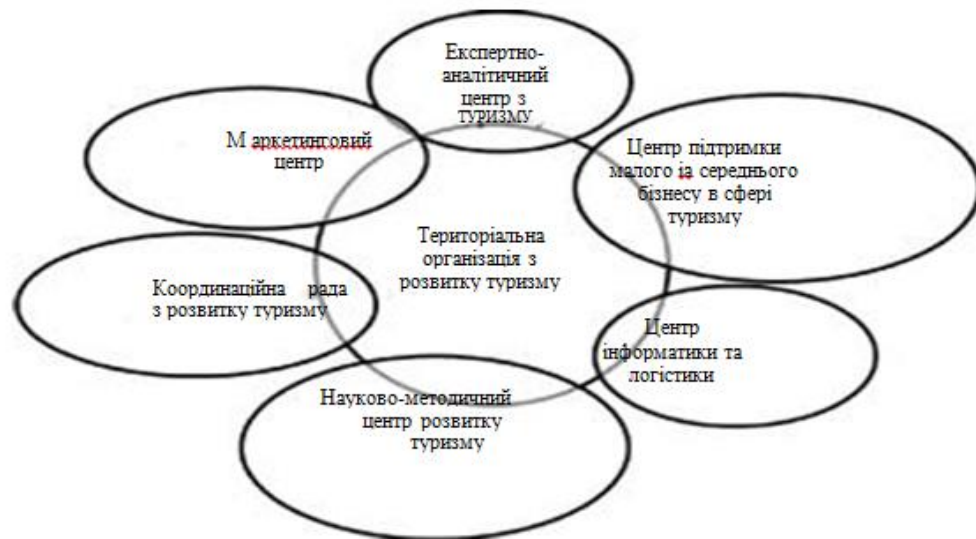 Експертно-
аналітичний
центр з
туризму
М аркетинговий
центр
Центр підтримки
малого іа середнього
бізнесу в сфері
туризму
Територіальна
організація з
розвитку туризму
Координаційна рада
з розвитку туризму
Центр
інформатики та
логістики
Науково-методичний
центр розвитку
туризму